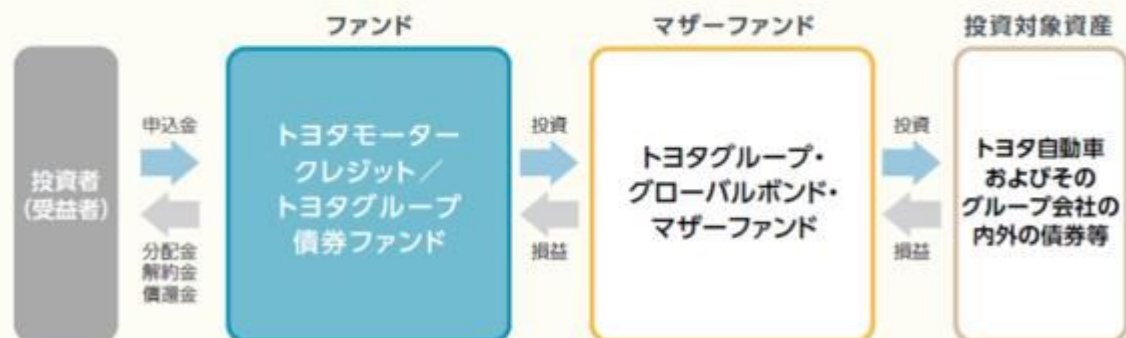 ファンド
マザーファンド
投資対象資産
投資者
(受益者)
申込金
分配金
解約金
償還金
トヨタモーター
クレジット／
トヨタグループ
債券ファンド
投資
損益
トヨタグループ・
グローバルボンド・
マザーファンド
投資
損益
トヨタ自動車
およびその
グループ会社の
内外の債券等